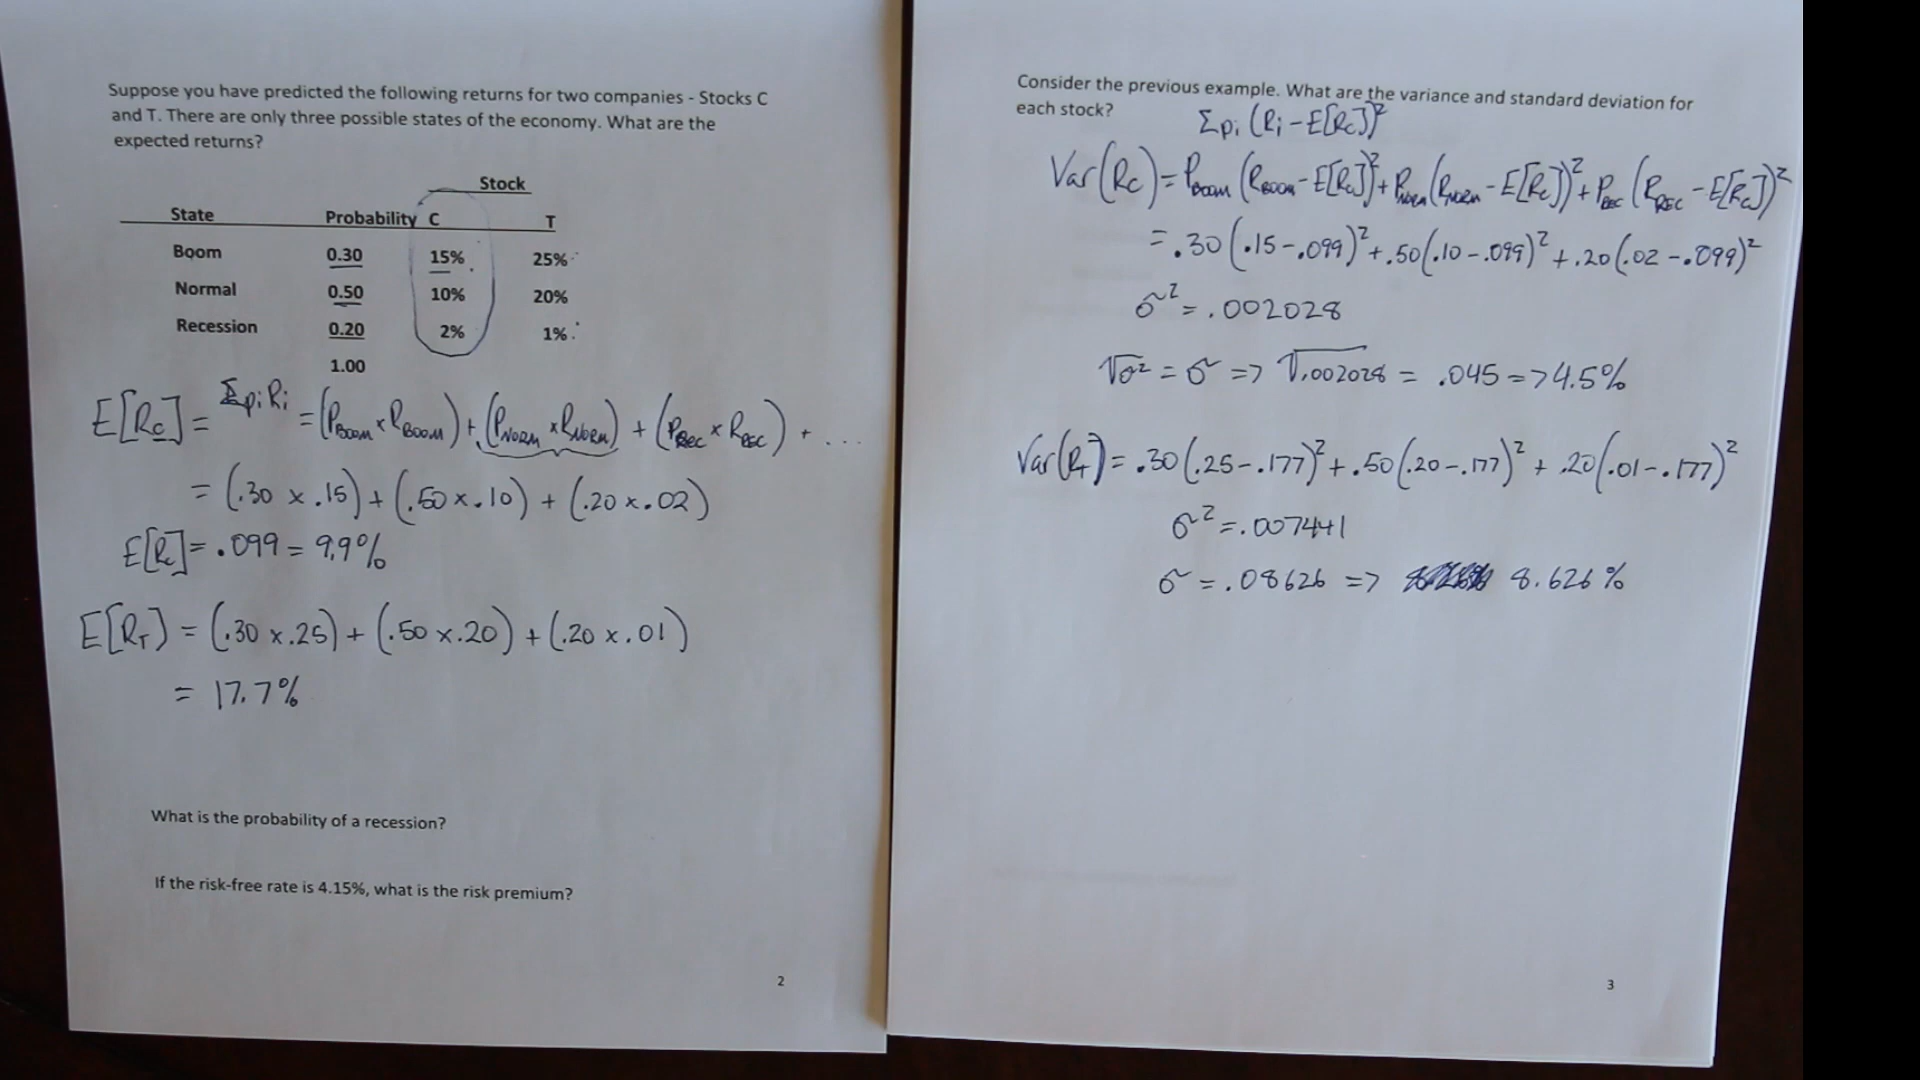 Suppose you have predicted the following returns for two companies - Stocks C
and T. There are only three possible states of the economy. What are the
expected returns?
Stock
State Probability C T
Boom 0.30 15% 25%
Normal 0.50 10% 20%
Recession 0.20 2% 1%
1.00
E[Rc] = Σpi Ri = (PBOOM × RBOOM) + (PNORM × RNORM) + (PREC × RREC) + ...
= (.30 × .15) + (.50 × .10) + (.20 × .02)
E[Rc] = .099 = 9.9%
E[RT) = (.30 × .25) + (.50 × .20) + (.20 × .01)
= 17.7%
What is the probability of a recession?
If the risk-free rate is 4.15%, what is the risk premium?
2
Consider the previous example. What are the variance and standard deviation for
each stock?
Σpi (Ri - E[Rc])²
Var(Rc) = PBOOM (RBOOM - E[Rc])² + PNORM (RNORM - E[Rc])² + PREC (RREC - E[Rc])²
= .30 (.15 - .099)² + .50 (.10 - .099)² + .20 (.02 - .099)²
σ² = .002028
√σ² = σ => √.002028 = .045 => 4.5%
Var(RT) = .30 (.25 - .177)² + .50 (.20 - .177)² + .20 (.01 - .177)²
σ² = .007441
σ = .08626 => 8.626%
3